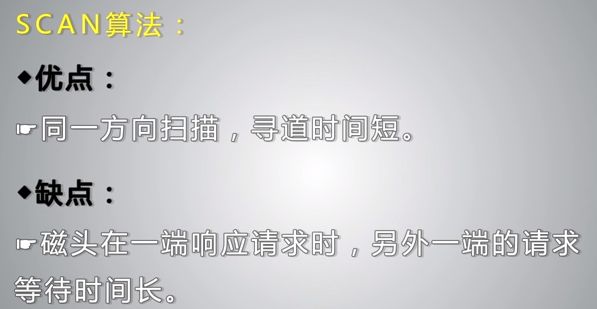 SCAN算法：
◆优点：
☛同一方向扫描，寻道时间短。
◆缺点：
☛磁头在一端响应请求时，另外一端的请求
等待时间长。